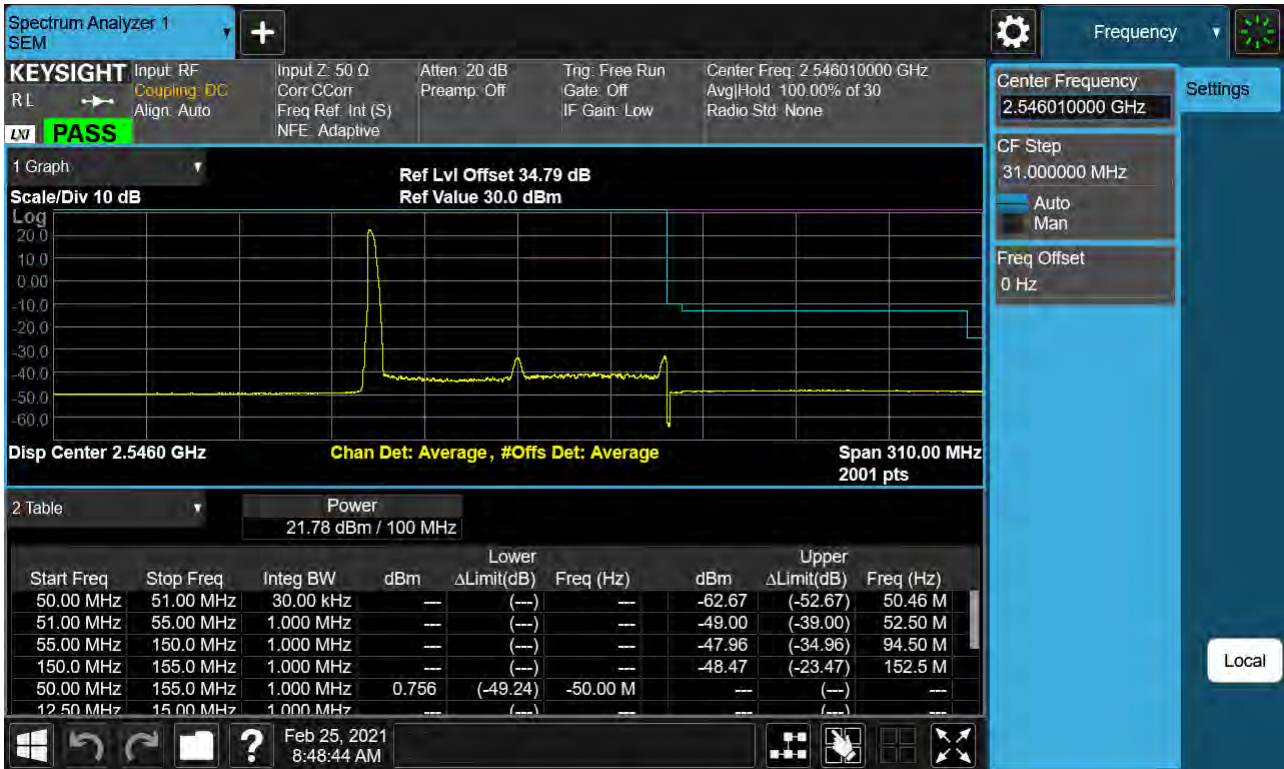 Spectrum Analyzer 1
SEM
Frequency
KEYSIGHT
RL
LXI
PASS
Input: RF
Coupling: DC
Align: Auto
Input Z: 50 Ω
Corr CCorr
Freq Ref: Int (S)
NFE: Adaptive
Atten: 20 dB
Preamp: Off
Trig: Free Run
Gate: Off
IF Gain: Low
Center Freq: 2.546010000 GHz
Avg|Hold: 100.00% of 30
Radio Std: None
Center Frequency
2.546010000 GHz
Settings
CF Step
31.000000 MHz
Auto
Man
Freq Offset
0 Hz
Local
1 Graph
Scale/Div 10 dB
Ref Lvl Offset 34.79 dB
Ref Value 30.0 dBm
Log
20.0
10.0
0.00
-10.0
-20.0
-30.0
-40.0
-50.0
-60.0
Disp Center 2.5460 GHz
Chan Det: Average, #Offs Det: Average
Span 310.00 MHz
2001 pts
2 Table
Power
21.78 dBm / 100 MHz
Lower Upper
Start Freq Stop Freq Integ BW dBm ΔLimit(dB) Freq (Hz) dBm ΔLimit(dB) Freq (Hz)
50.00 MHz 51.00 MHz 30.00 kHz --- (---) --- -62.67 (-52.67) 50.46 M
51.00 MHz 55.00 MHz 1.000 MHz --- (---) --- -49.00 (-39.00) 52.50 M
55.00 MHz 150.0 MHz 1.000 MHz --- (---) --- -47.96 (-34.96) 94.50 M
150.0 MHz 155.0 MHz 1.000 MHz --- (---) --- -48.47 (-23.47) 152.5 M
50.00 MHz 155.0 MHz 1.000 MHz 0.756 (-49.24) -50.00 M --- (---) ---
12.50 MHz 15.00 MHz 1.000 MHz --- (---) --- --- (---) ---
?
Feb 25, 2021
8:48:44 AM